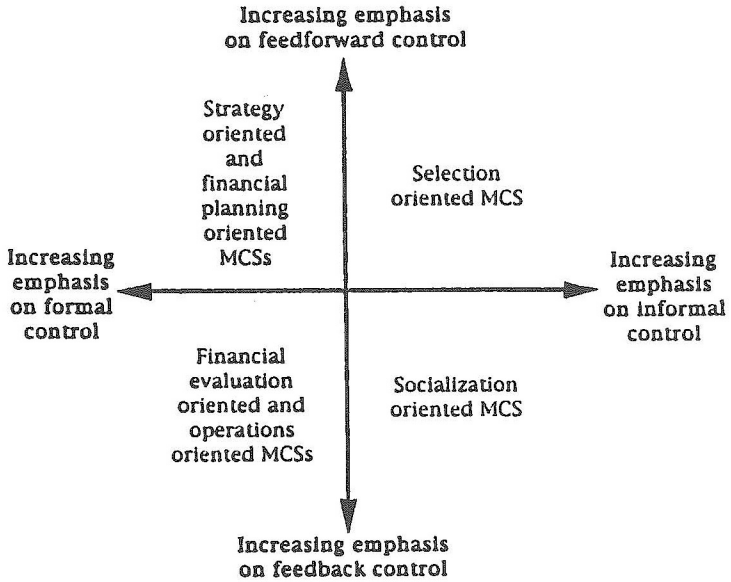 Increasing emphasis
on feedforward control
Strategy
oriented
and
financial
planning
oriented
MCSs
Selection
oriented MCS
Increasing
emphasis
on formal
control
Increasing
emphasis
on informal
control
Financial
evaluation
oriented and
operations
oriented MCSs
Socialization
oriented MCS
Increasing emphasis
on feedback control